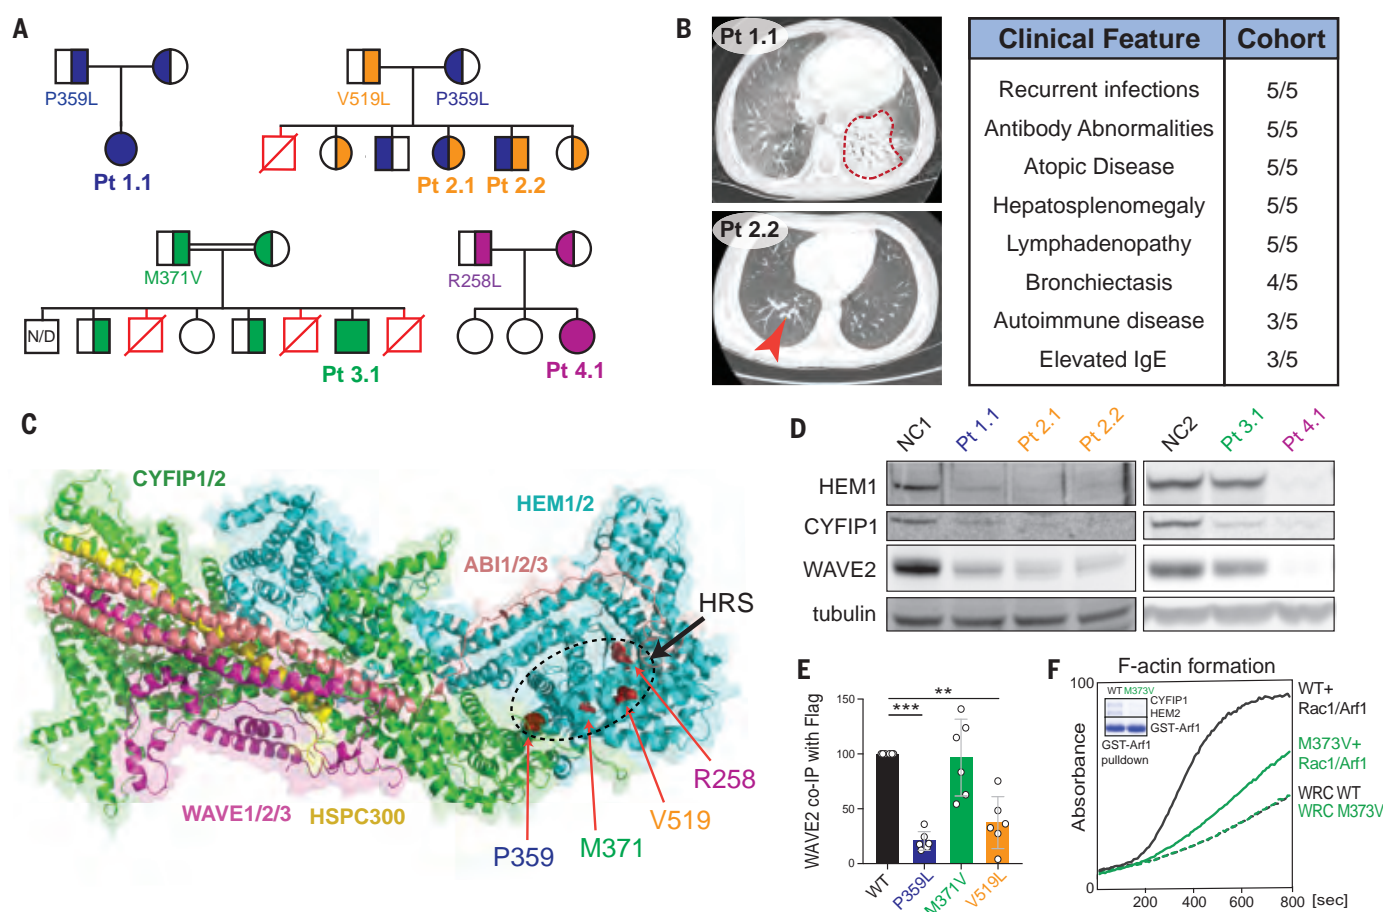 A
P359L
Pt 1.1
V519L
P359L
Pt 2.1
Pt 2.2
M371V
N/D
Pt 3.1
R258L
Pt 4.1
B
Pt 1.1
Pt 2.2
Clinical Feature Cohort
Recurrent infections 5/5
Antibody Abnormalities 5/5
Atopic Disease 5/5
Hepatosplenomegaly 5/5
Lymphadenopathy 5/5
Bronchiectasis 4/5
Autoimmune disease 3/5
Elevated IgE 3/5
C
CYFIP1/2
HEM1/2
ABI1/2/3
HRS
WAVE1/2/3
HSPC300
P359
M371
V519
R258
D
NC1 Pt 1.1 Pt 2.1 Pt 2.2 NC2 Pt 3.1 Pt 4.1
HEM1
CYFIP1
WAVE2
tubulin
E
WAVE2 co-IP with Flag
150
100
50
0
***
**
WT
P359L
M371V
V519L
F
F-actin formation
Absorbance
100
0
WT M373V
CYFIP1
HEM2
GST-Arf1
GST-Arf1
pulldown
WT+
Rac1/Arf1
M373V+
Rac1/Arf1
WRC WT
WRC M373V
200 400 600 800 [sec]